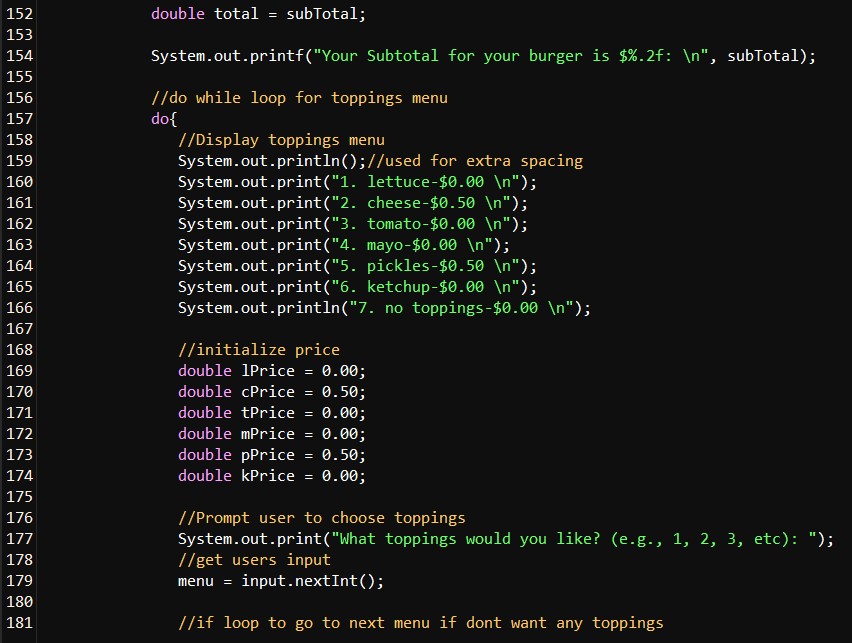 152 double total = subTotal;
153
154 System.out.printf("Your Subtotal for your burger is $%.2f: \n", subTotal);
155
156 //do while loop for toppings menu
157 do{
158 //Display toppings menu
159 System.out.println();//used for extra spacing
160 System.out.print("1. lettuce-$0.00 \n");
161 System.out.print("2. cheese-$0.50 \n");
162 System.out.print("3. tomato-$0.00 \n");
163 System.out.print("4. mayo-$0.00 \n");
164 System.out.print("5. pickles-$0.50 \n");
165 System.out.print("6. ketchup-$0.00 \n");
166 System.out.println("7. no toppings-$0.00 \n");
167
168 //initialize price
169 double lPrice = 0.00;
170 double cPrice = 0.50;
171 double tPrice = 0.00;
172 double mPrice = 0.00;
173 double pPrice = 0.50;
174 double kPrice = 0.00;
175
176 //Prompt user to choose toppings
177 System.out.print("What toppings would you like? (e.g., 1, 2, 3, etc): ");
178 //get users input
179 menu = input.nextInt();
180
181 //if loop to go to next menu if dont want any toppings